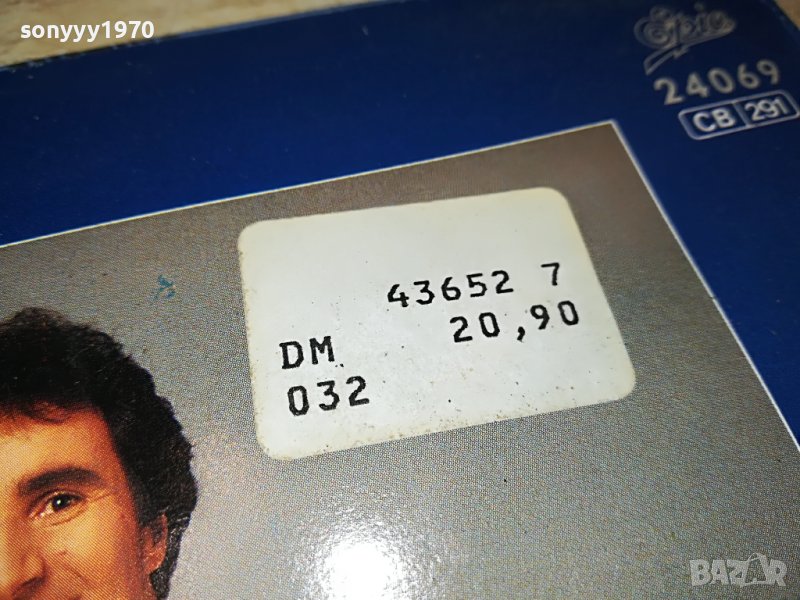 sonyyy1970
Epic
24069
CB 291
43652 7
DM 20,90
032
BAZAR